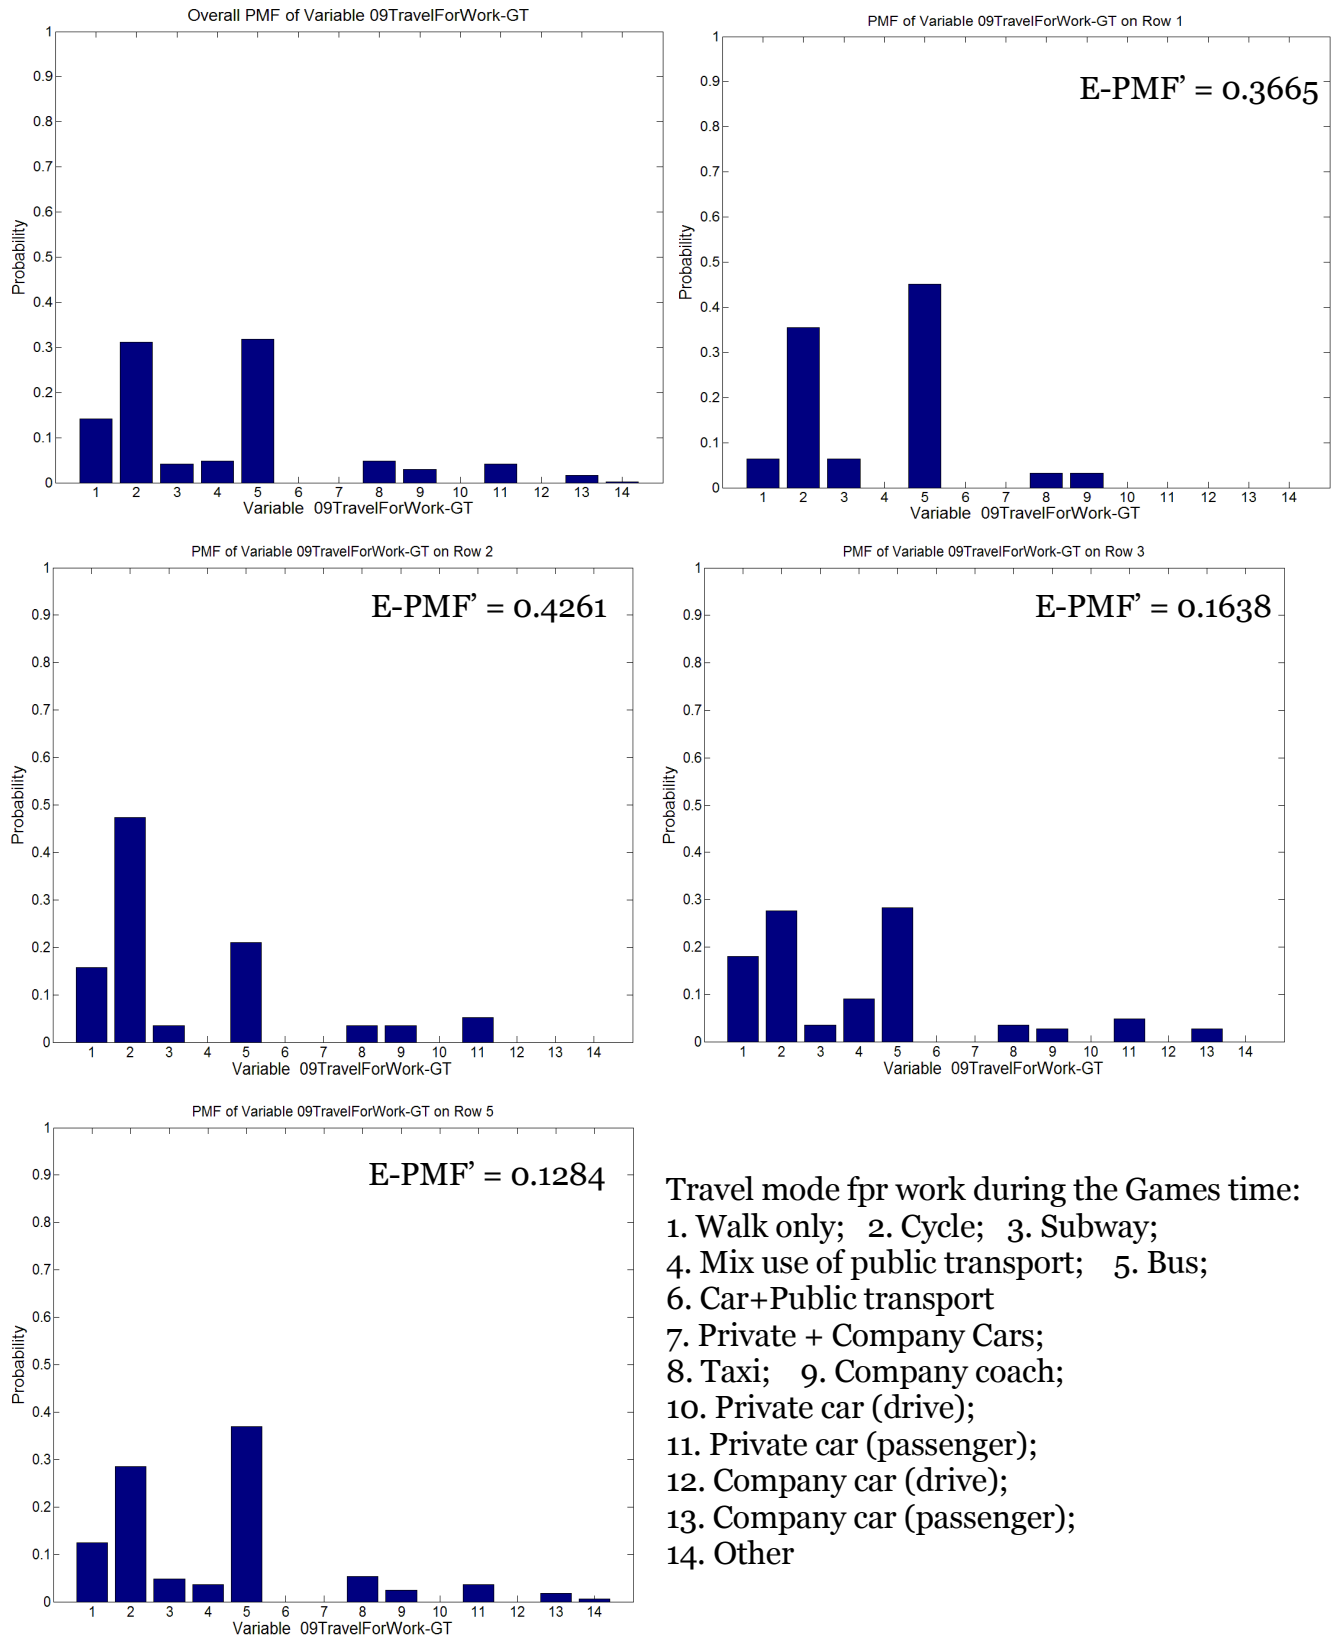 Overall PMF of Variable 09TravelForWork-GT
1
0.9
0.8
0.7
0.6
0.5
0.4
0.3
0.2
0.1
0
Probability
1 2 3 4 5 6 7 8 9 10 11 12 13 14
Variable 09TravelForWork-GT
PMF of Variable 09TravelForWork-GT on Row 1
E-PMF’ = 0.3665
1
0.9
0.8
0.7
0.6
0.5
0.4
0.3
0.2
0.1
0
Probability
1 2 3 4 5 6 7 8 9 10 11 12 13 14
Variable 09TravelForWork-GT
PMF of Variable 09TravelForWork-GT on Row 2
E-PMF’ = 0.4261
1
0.9
0.8
0.7
0.6
0.5
0.4
0.3
0.2
0.1
0
Probability
1 2 3 4 5 6 7 8 9 10 11 12 13 14
Variable 09TravelForWork-GT
PMF of Variable 09TravelForWork-GT on Row 3
E-PMF’ = 0.1638
1
0.9
0.8
0.7
0.6
0.5
0.4
0.3
0.2
0.1
0
Probability
1 2 3 4 5 6 7 8 9 10 11 12 13 14
Variable 09TravelForWork-GT
PMF of Variable 09TravelForWork-GT on Row 5
E-PMF’ = 0.1284
1
0.9
0.8
0.7
0.6
0.5
0.4
0.3
0.2
0.1
0
Probability
1 2 3 4 5 6 7 8 9 10 11 12 13 14
Variable 09TravelForWork-GT
Travel mode fpr work during the Games time:
1. Walk only; 2. Cycle; 3. Subway;
4. Mix use of public transport; 5. Bus;
6. Car+Public transport
7. Private + Company Cars;
8. Taxi; 9. Company coach;
10. Private car (drive);
11. Private car (passenger);
12. Company car (drive);
13. Company car (passenger);
14. Other